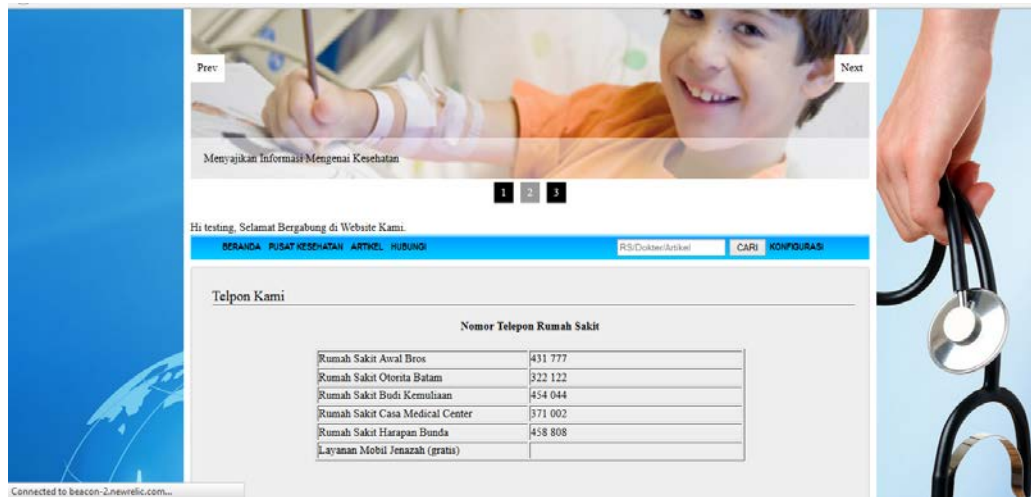 Prev
Next
Menyajikan Informasi Mengenai Kesehatan
1 2 3
Hi testing, Selamat Bergabung di Website Kami.
BERANDA PUSAT KESEHATAN ARTIKEL HUBUNGI RS/Dokter/Artikel CARI KONFIGURASI
Telpon Kami
Nomor Telepon Rumah Sakit
Rumah Sakit Awal Bros 431 777
Rumah Sakit Otorita Batam 322 122
Rumah Sakit Budi Kemuliaan 454 044
Rumah Sakit Casa Medical Center 371 002
Rumah Sakit Harapan Bunda 458 808
Layanan Mobil Jenazah (gratis)
Connected to beacon-2.newrelic.com...